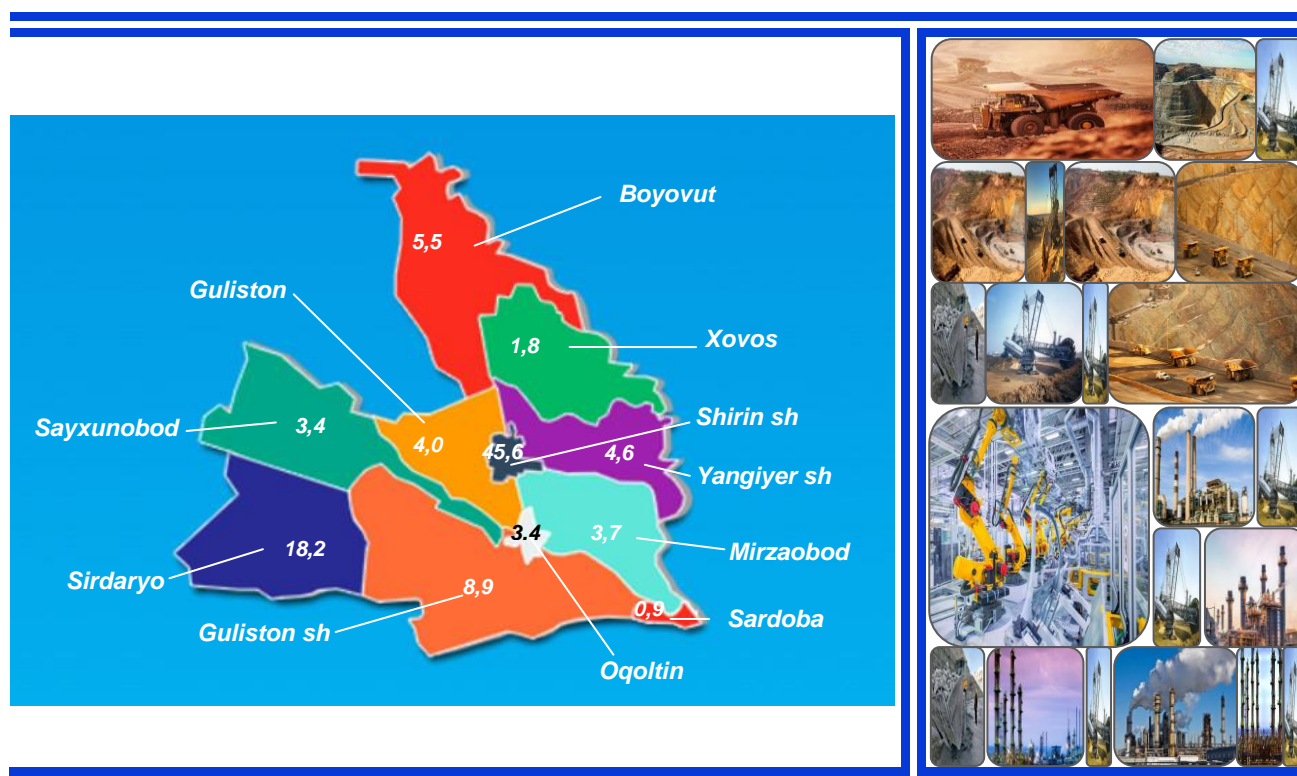 Boyovut
5,5
Guliston
1,8
Xovos
Sayxunobod
3,4
4,0
45,6
Shirin sh
4,6
Yangiyer sh
18,2
3.4
3,7
Mirzaobod
Sirdaryo
8,9
0,9
Sardoba
Guliston sh
Oqoltin